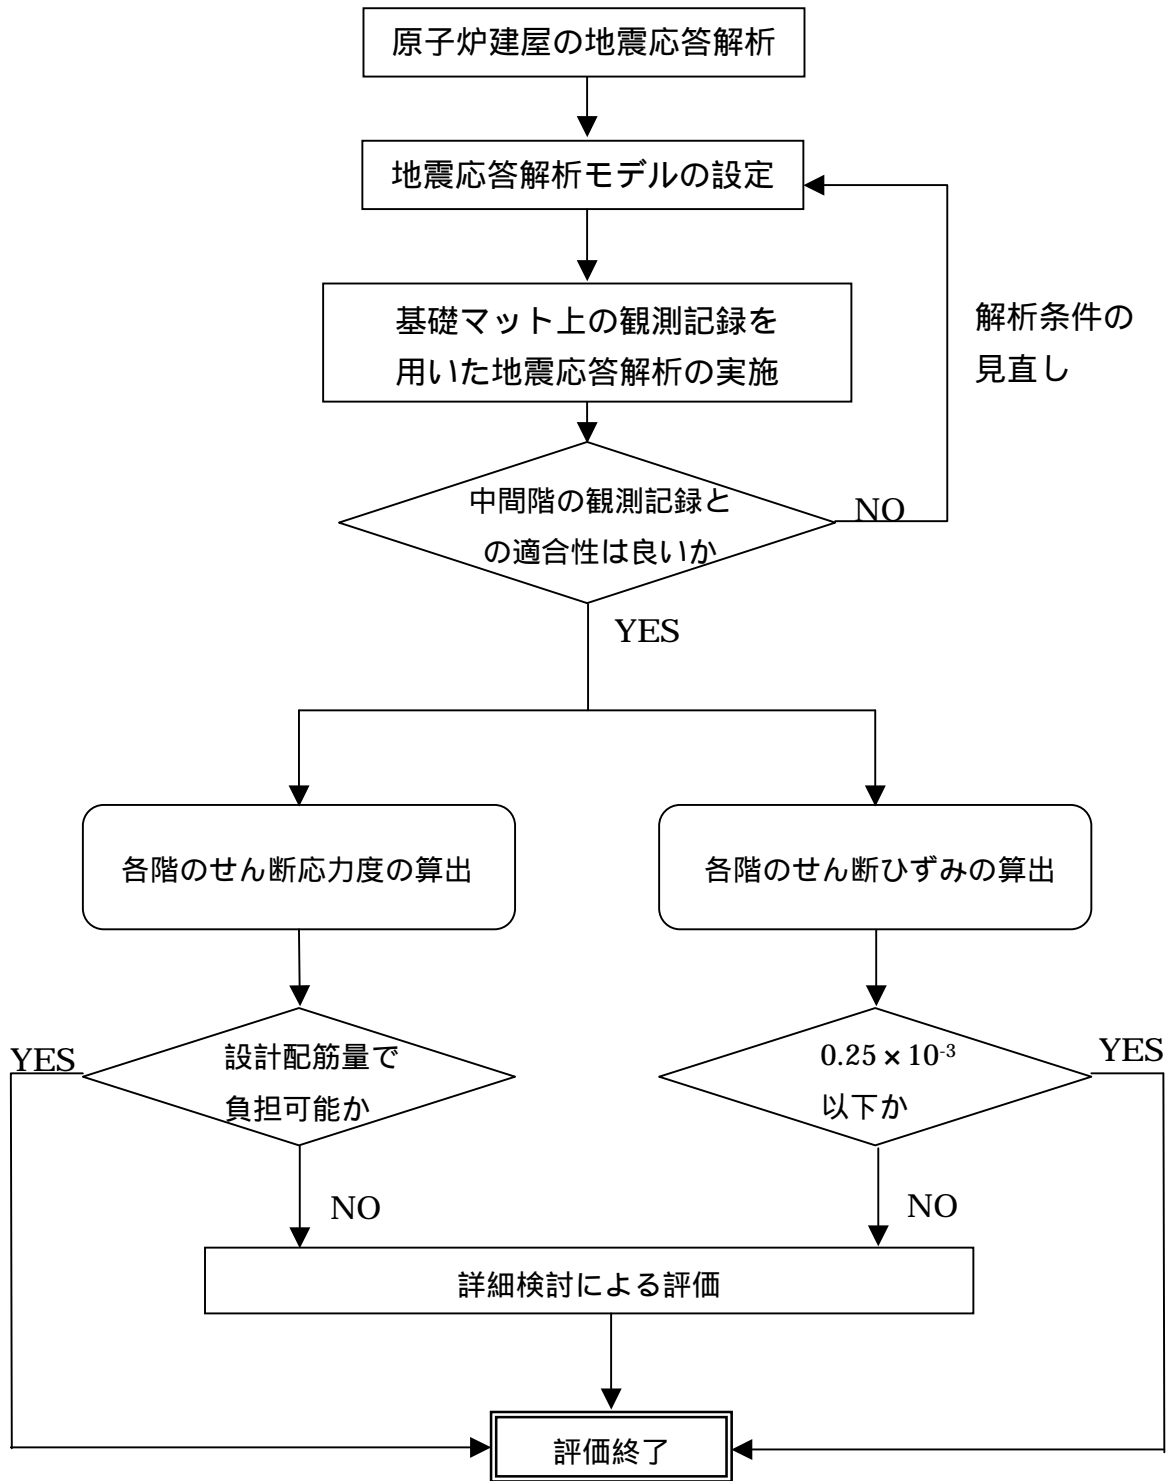 原子炉建屋の地震応答解析
地震応答解析モデルの設定
基礎マット上の観測記録を
用いた地震応答解析の実施
解析条件の
見直し
中間階の観測記録と
の適合性は良いか
NO
YES
各階のせん断応力度の算出
各階のせん断ひずみの算出
YES
設計配筋量で
負担可能か
0.25×10-3
以下か
YES
NO
NO
詳細検討による評価
評価終了